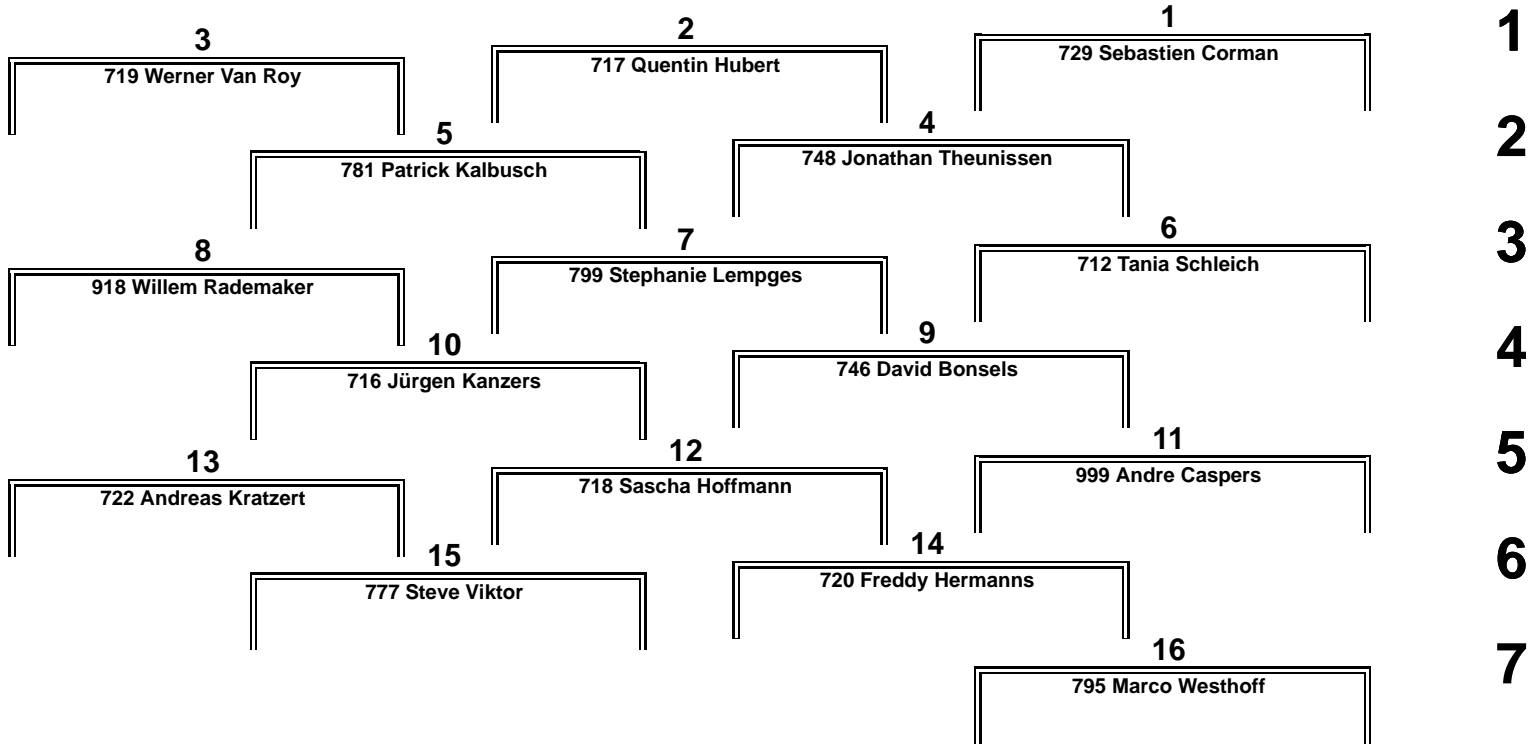 3 2 1 1
719 Werner Van Roy 717 Quentin Hubert 729 Sebastien Corman
5 4 2
781 Patrick Kalbusch 748 Jonathan Theunissen
8 7 6 3
918 Willem Rademaker 799 Stephanie Lempges 712 Tania Schleich
10 9 4
716 Jürgen Kanzers 746 David Bonsels
13 12 11 5
722 Andreas Kratzert 718 Sascha Hoffmann 999 Andre Caspers
15 14 6
777 Steve Viktor 720 Freddy Hermanns
16 7
795 Marco Westhoff